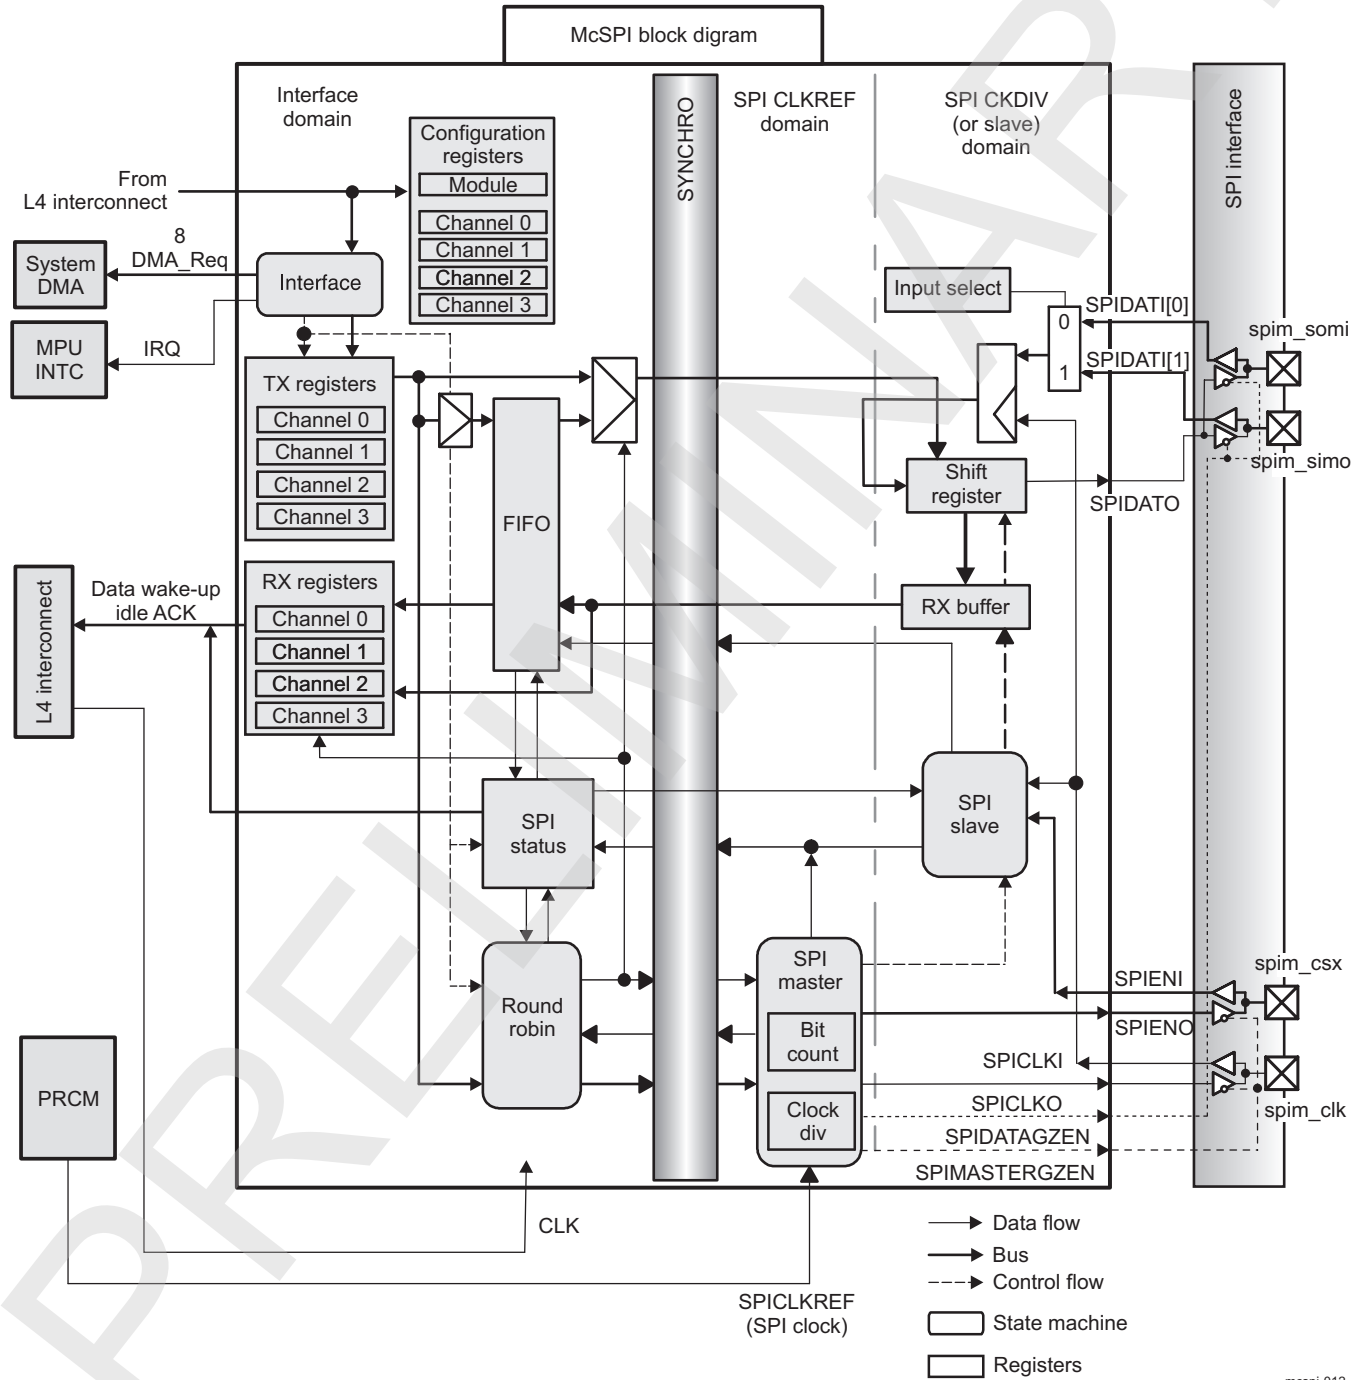 McSPI block digram
Interface
domain
SYNCHRO
SPI CLKREF
domain
SPI CKDIV
(or slave)
domain
SPI interface
Configuration
registers
Module
Channel 0
Channel 1
Channel 2
Channel 3
From
L4 interconnect
8
DMA_Req
System
DMA
Interface
MPU
INTC
IRQ
Input select
0
1
SPIDATI[0]
SPIDATI[1]
spim_somi
spim_simo
TX registers
Channel 0
Channel 1
Channel 2
Channel 3
FIFO
Shift
register
SPIDATO
RX registers
Channel 0
Channel 1
Channel 2
Channel 3
RX buffer
Data wake-up
idle ACK
L4 interconnect
SPI
status
SPI
slave
Round
robin
SPI
master
Bit
count
Clock
div
SPIENI
SPIENO
SPICLKI
SPICLKO
SPIDATAGZEN
SPIMASTERGZEN
spim_csx
spim_clk
PRCM
CLK
SPICLKREF
(SPI clock)
Data flow
Bus
Control flow
State machine
Registers
PRELIMINARY